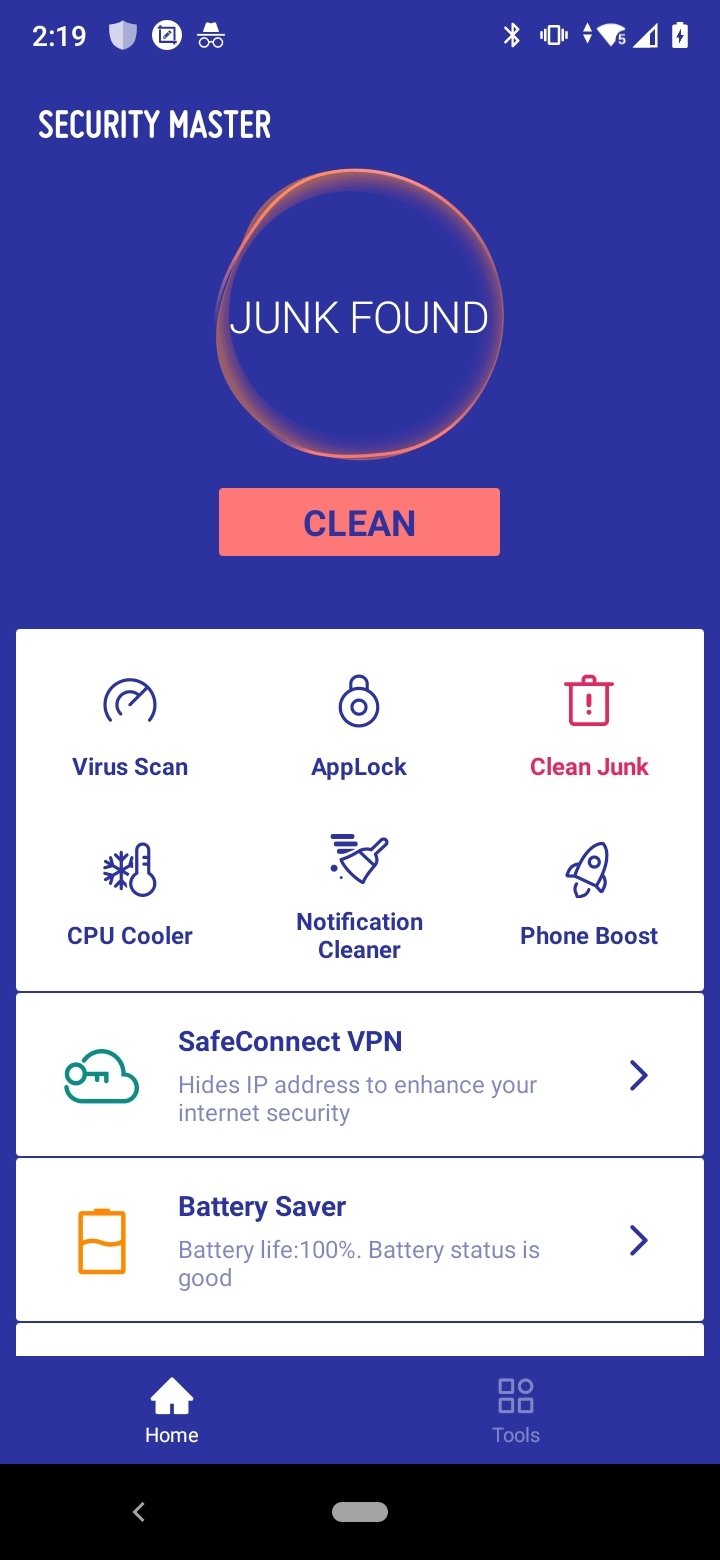 2:19
5
SECURITY MASTER
JUNK FOUND
CLEAN
Virus Scan
AppLock
Clean Junk
CPU Cooler
Notification
Cleaner
Phone Boost
SafeConnect VPN
Hides IP address to enhance your
internet security
Battery Saver
Battery life:100%. Battery status is
good
Home
Tools